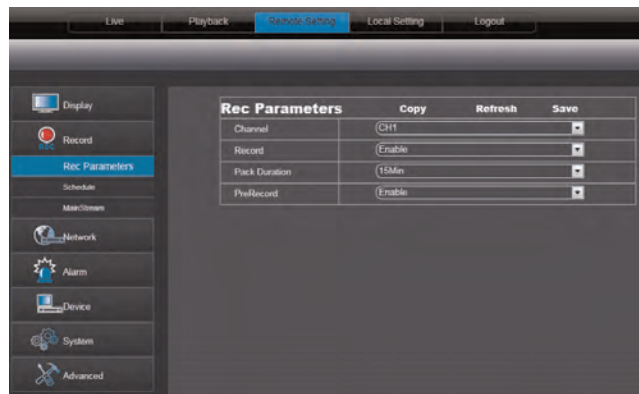 Live Playback Remote Setting Local Setting Logout
Display
Record
Rec Parameters
Schedule
MainStream
Network
Alarm
Device
System
Advanced
Rec Parameters Copy Refresh Save
Channel CH1
Record Enable
Pack Duration 15Min
PreRecord Enable